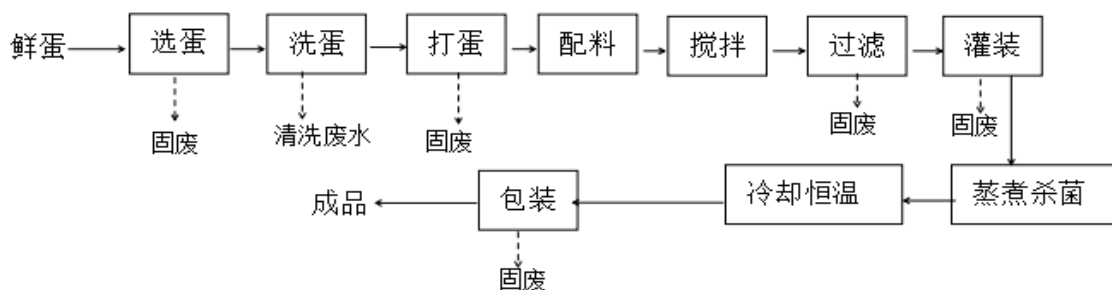 鲜蛋 选蛋 洗蛋 打蛋 配料 搅拌 过滤 灌装
固废 清洗废水 固废 固废 固废
成品 包装 冷却恒温 蒸煮杀菌
固废